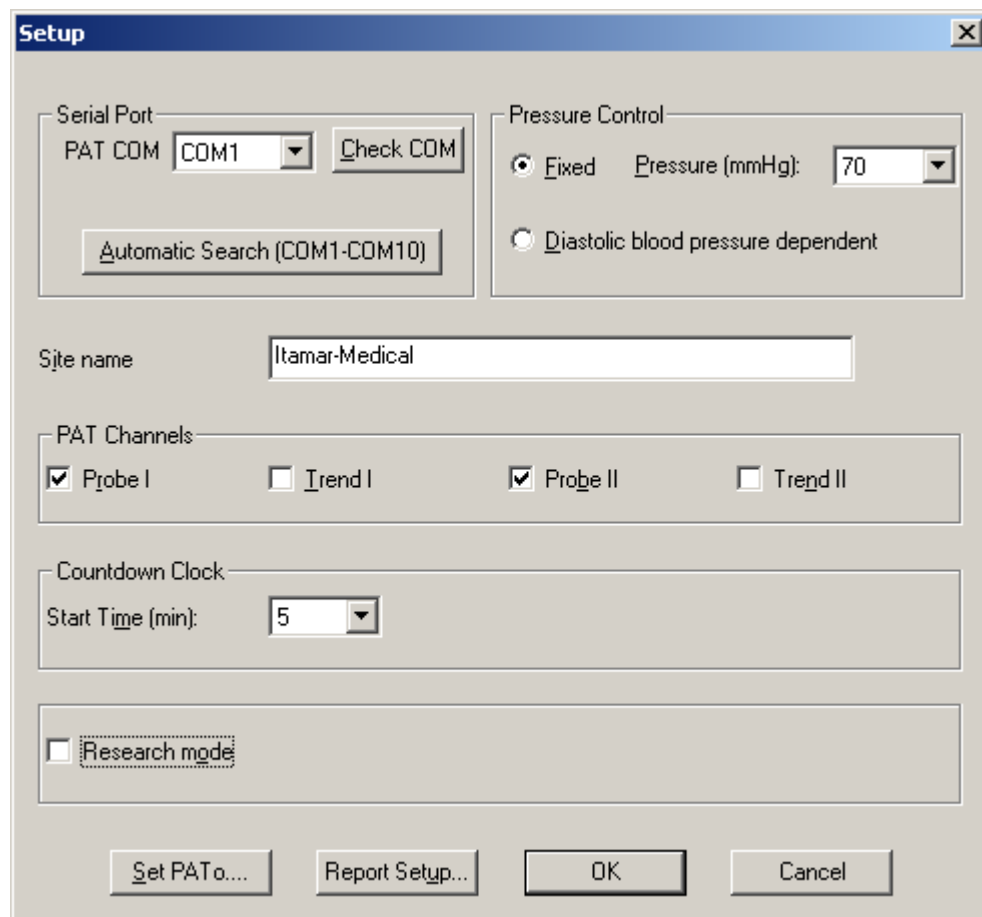 Setup
Serial Port
PAT COM COM1 Check COM
Automatic Search (COM1-COM10)
Pressure Control
Fixed Pressure (mmHg): 70
Diastolic blood pressure dependent
Site name Itamar-Medical
PAT Channels
Probe I Trend I Probe II Trend II
Countdown Clock
Start Time (min): 5
Research mode
Set PATo.... Report Setup... OK Cancel